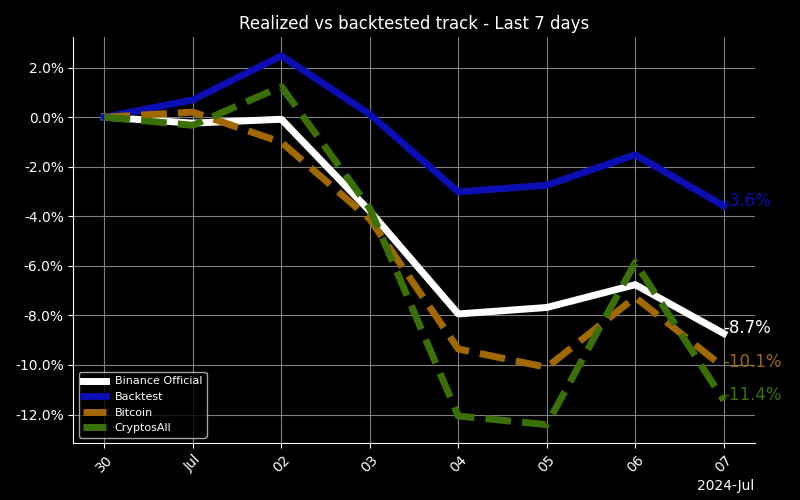 Realized vs backtested track - Last 7 days
2.0%
0.0%
-2.0%
-4.0%
-6.0%
-8.0%
-10.0%
-12.0%
-3.6%
-8.7%
-10.1%
-11.4%
Binance Official
Backtest
Bitcoin
CryptosAll
30
Jul
02
03
04
05
06
07
2024-Jul